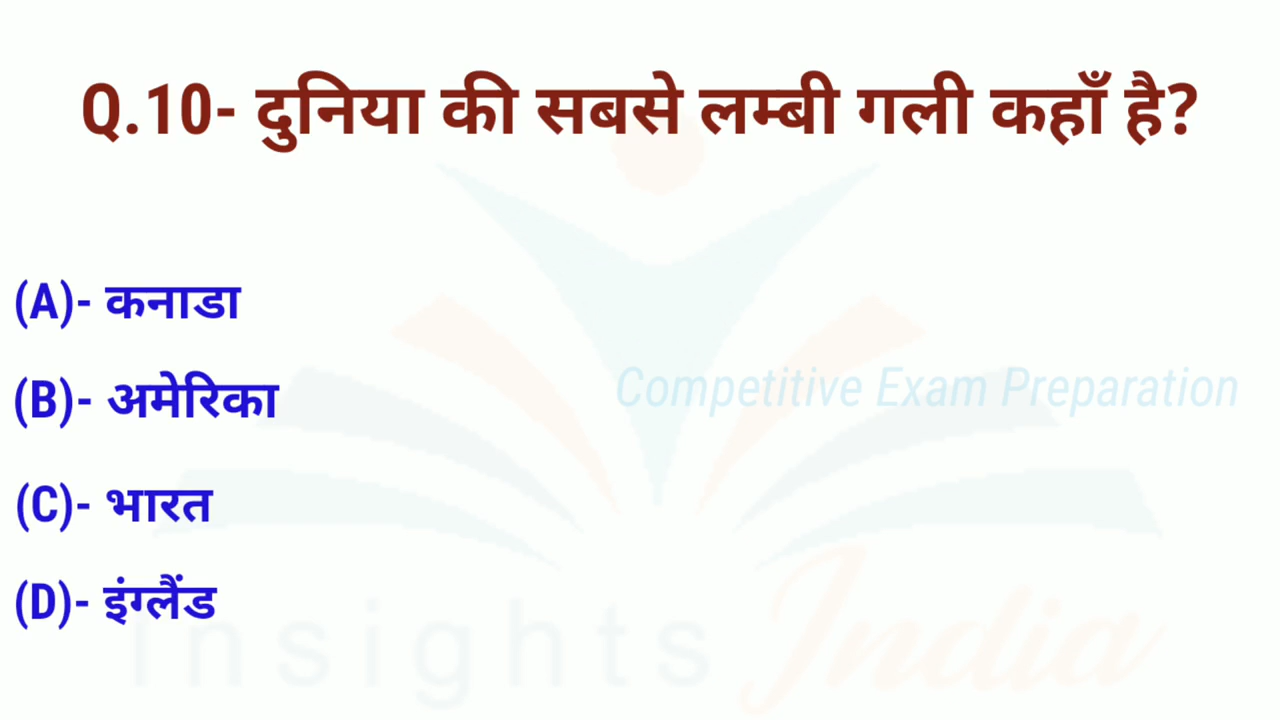 Q.10- दुनिया की सबसे लम्बी गली कहाँ है?
(A)- कनाडा
(B)- अमेरिका
Competitive Exam Preparation
(C)- भारत
(D)- इंग्लैंड
Insights India